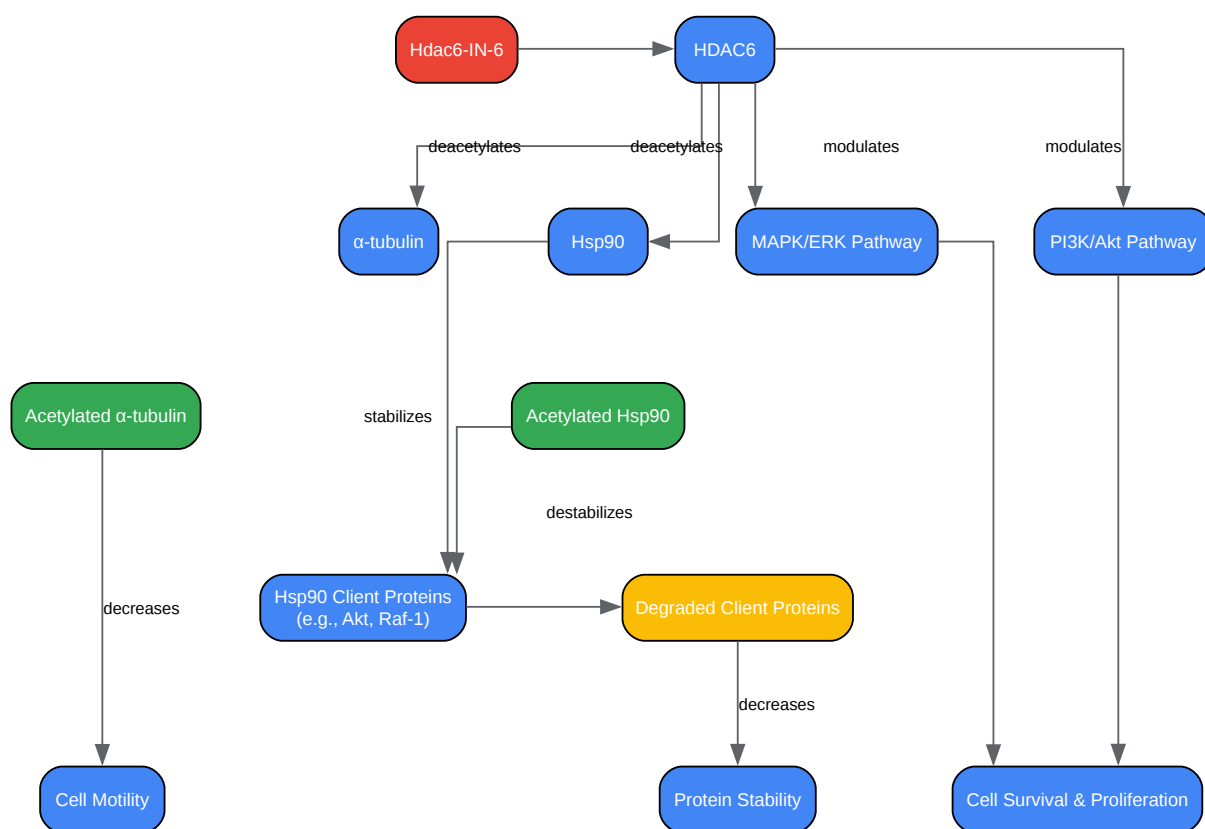 Hdac6-IN-6
HDAC6
deacetylates
deacetylates
modulates
modulates
α-tubulin
Hsp90
MAPK/ERK Pathway
PI3K/Akt Pathway
Acetylated α-tubulin
stabilizes
Acetylated Hsp90
destabilizes
Hsp90 Client Proteins
(e.g., Akt, Raf-1)
Degraded Client Proteins
decreases
decreases
Cell Motility
Protein Stability
Cell Survival & Proliferation